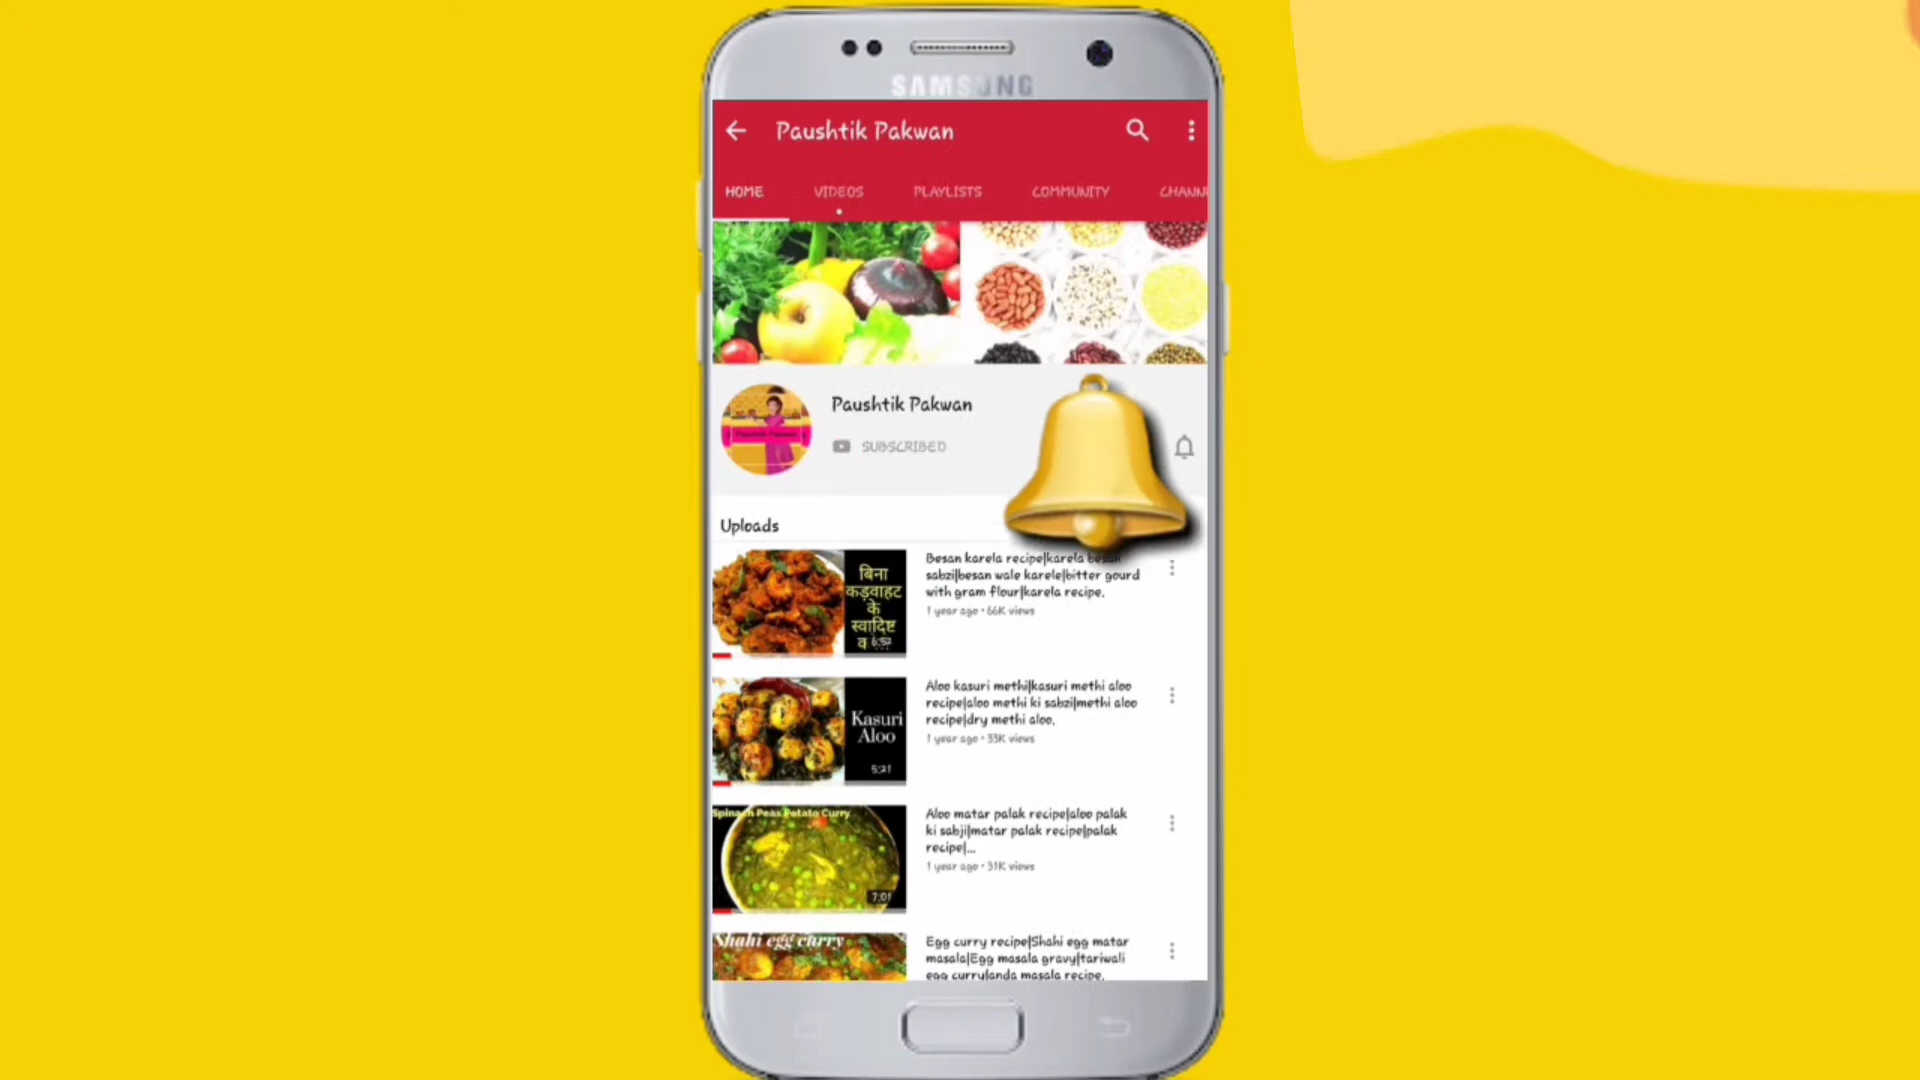 SAMSUNG
Paushtik Pakwan
HOME VIDEOS PLAYLISTS COMMUNITY CHANN
Paushtik Pakwan
SUBSCRIBED
Uploads
बिना
कड़वाहट
के
स्वादिष्ट
व ...
6:52
Besan karela recipe|karela besan
sabzi|besan wale karele|bitter gourd
with gram flour|karela recipe.
1 year ago • 66K views
Kasuri
Aloo
5:21
Aloo kasuri methi|kasuri methi aloo
recipe|aloo methi ki sabzi|methi aloo
recipe|dry methi aloo.
1 year ago • 33K views
Spinach Peas Potato Curry
7:01
Aloo matar palak recipe|aloo palak
ki sabji|matar palak recipe|palak
recipe|...
1 year ago • 31K views
Shahi egg curry
Egg curry recipe|Shahi egg matar
masala|Egg masala gravy|tariwali
egg curry|anda masala recipe.